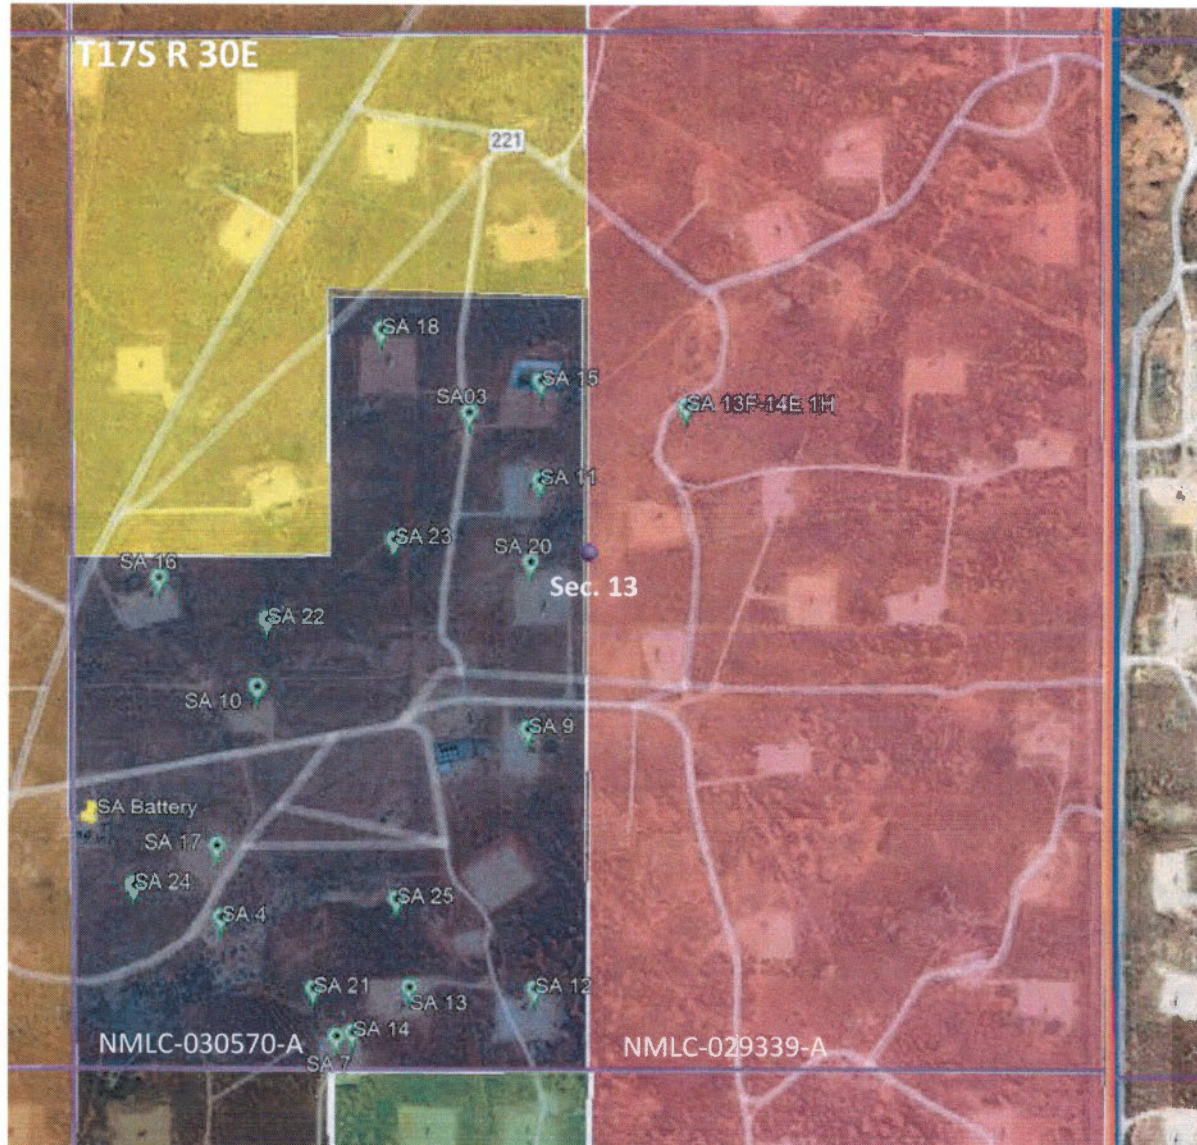 T17S R 30E
221
SA 18
SA 15
SA03
SA 13F-14E 1H
SA 11
SA 23
SA 20
SA 16
Sec. 13
SA 22
SA 10
SA 9
SA Battery
SA 17
SA 24
SA 25
SA 4
SA 21
SA 13
SA 12
SA 14
NMLC-030570-A
NMLC-029339-A
SA 7